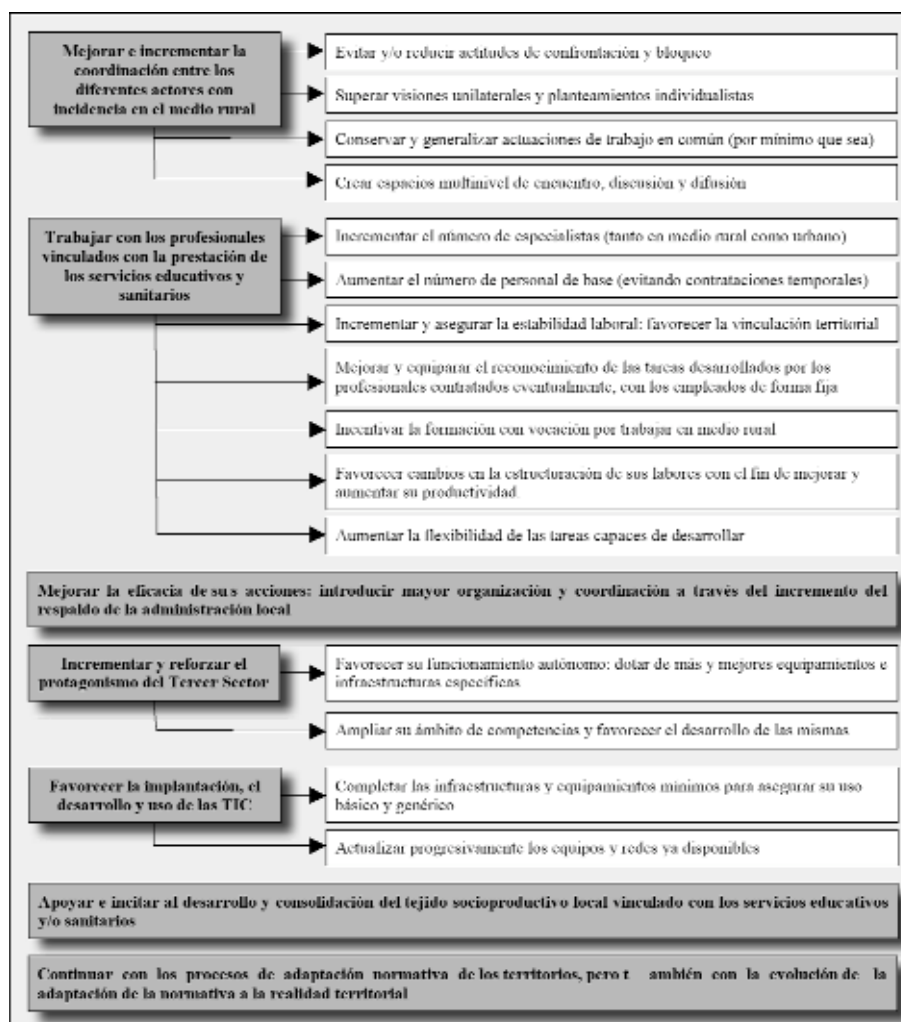 Mejorar e incrementar la
coordinación entre los
diferentes actores con
incidencia en el medio rural
Evitar y/o reducir actitudes de confrontación y bloqueo
Superar visiones unilaterales y planteamientos individualistas
Conservar y generalizar actuaciones de trabajo en común (por mínimo que sea)
Crear espacios multinivel de encuentro, discusión y difusión
Trabajar con los profesionales
vinculados con la prestación de
los servicios educativos y
sanitarios
Incrementar el número de especialistas (tanto en medio rural como urbano)
Aumentar el número de personal de base (evitando contrataciones temporales)
Incrementar y asegurar la estabilidad laboral: favorecer la vinculación territorial
Mejorar y equiparar el reconocimiento de las tareas desarrollados por los
profesionales contratados eventualmente, con los empleados de forma fija
Incentivar la formación con vocación por trabajar en medio rural
Favorecer cambios en la estructuración de sus labores con el fin de mejorar y
aumentar su productividad.
Aumentar la flexibilidad de las tareas capaces de desarrollar
Mejorar la eficacia de sus acciones: introducir mayor organización y coordinación a través del incremento del
respaldo de la administración local
Incrementar y reforzar el
protagonismo del Tercer Sector
Favorecer su funcionamiento autónomo: dotar de más y mejores equipamientos e
infraestructuras específicas
Ampliar su ámbito de competencias y favorecer el desarrollo de las mismas
Favorecer la implantación, el
desarrollo y uso de las TIC
Completar las infraestructuras y equipamientos mínimos para asegurar su uso
básico y genérico
Actualizar progresivamente los equipos y redes ya disponibles
Apoyar e incitar al desarrollo y consolidación del tejido socioproductivo local vinculado con los servicios educativos
y/o sanitarios
Continuar con los procesos de adaptación normativa de los territorios, pero t ambién con la evolución de la
adaptación de la normativa a la realidad territorial